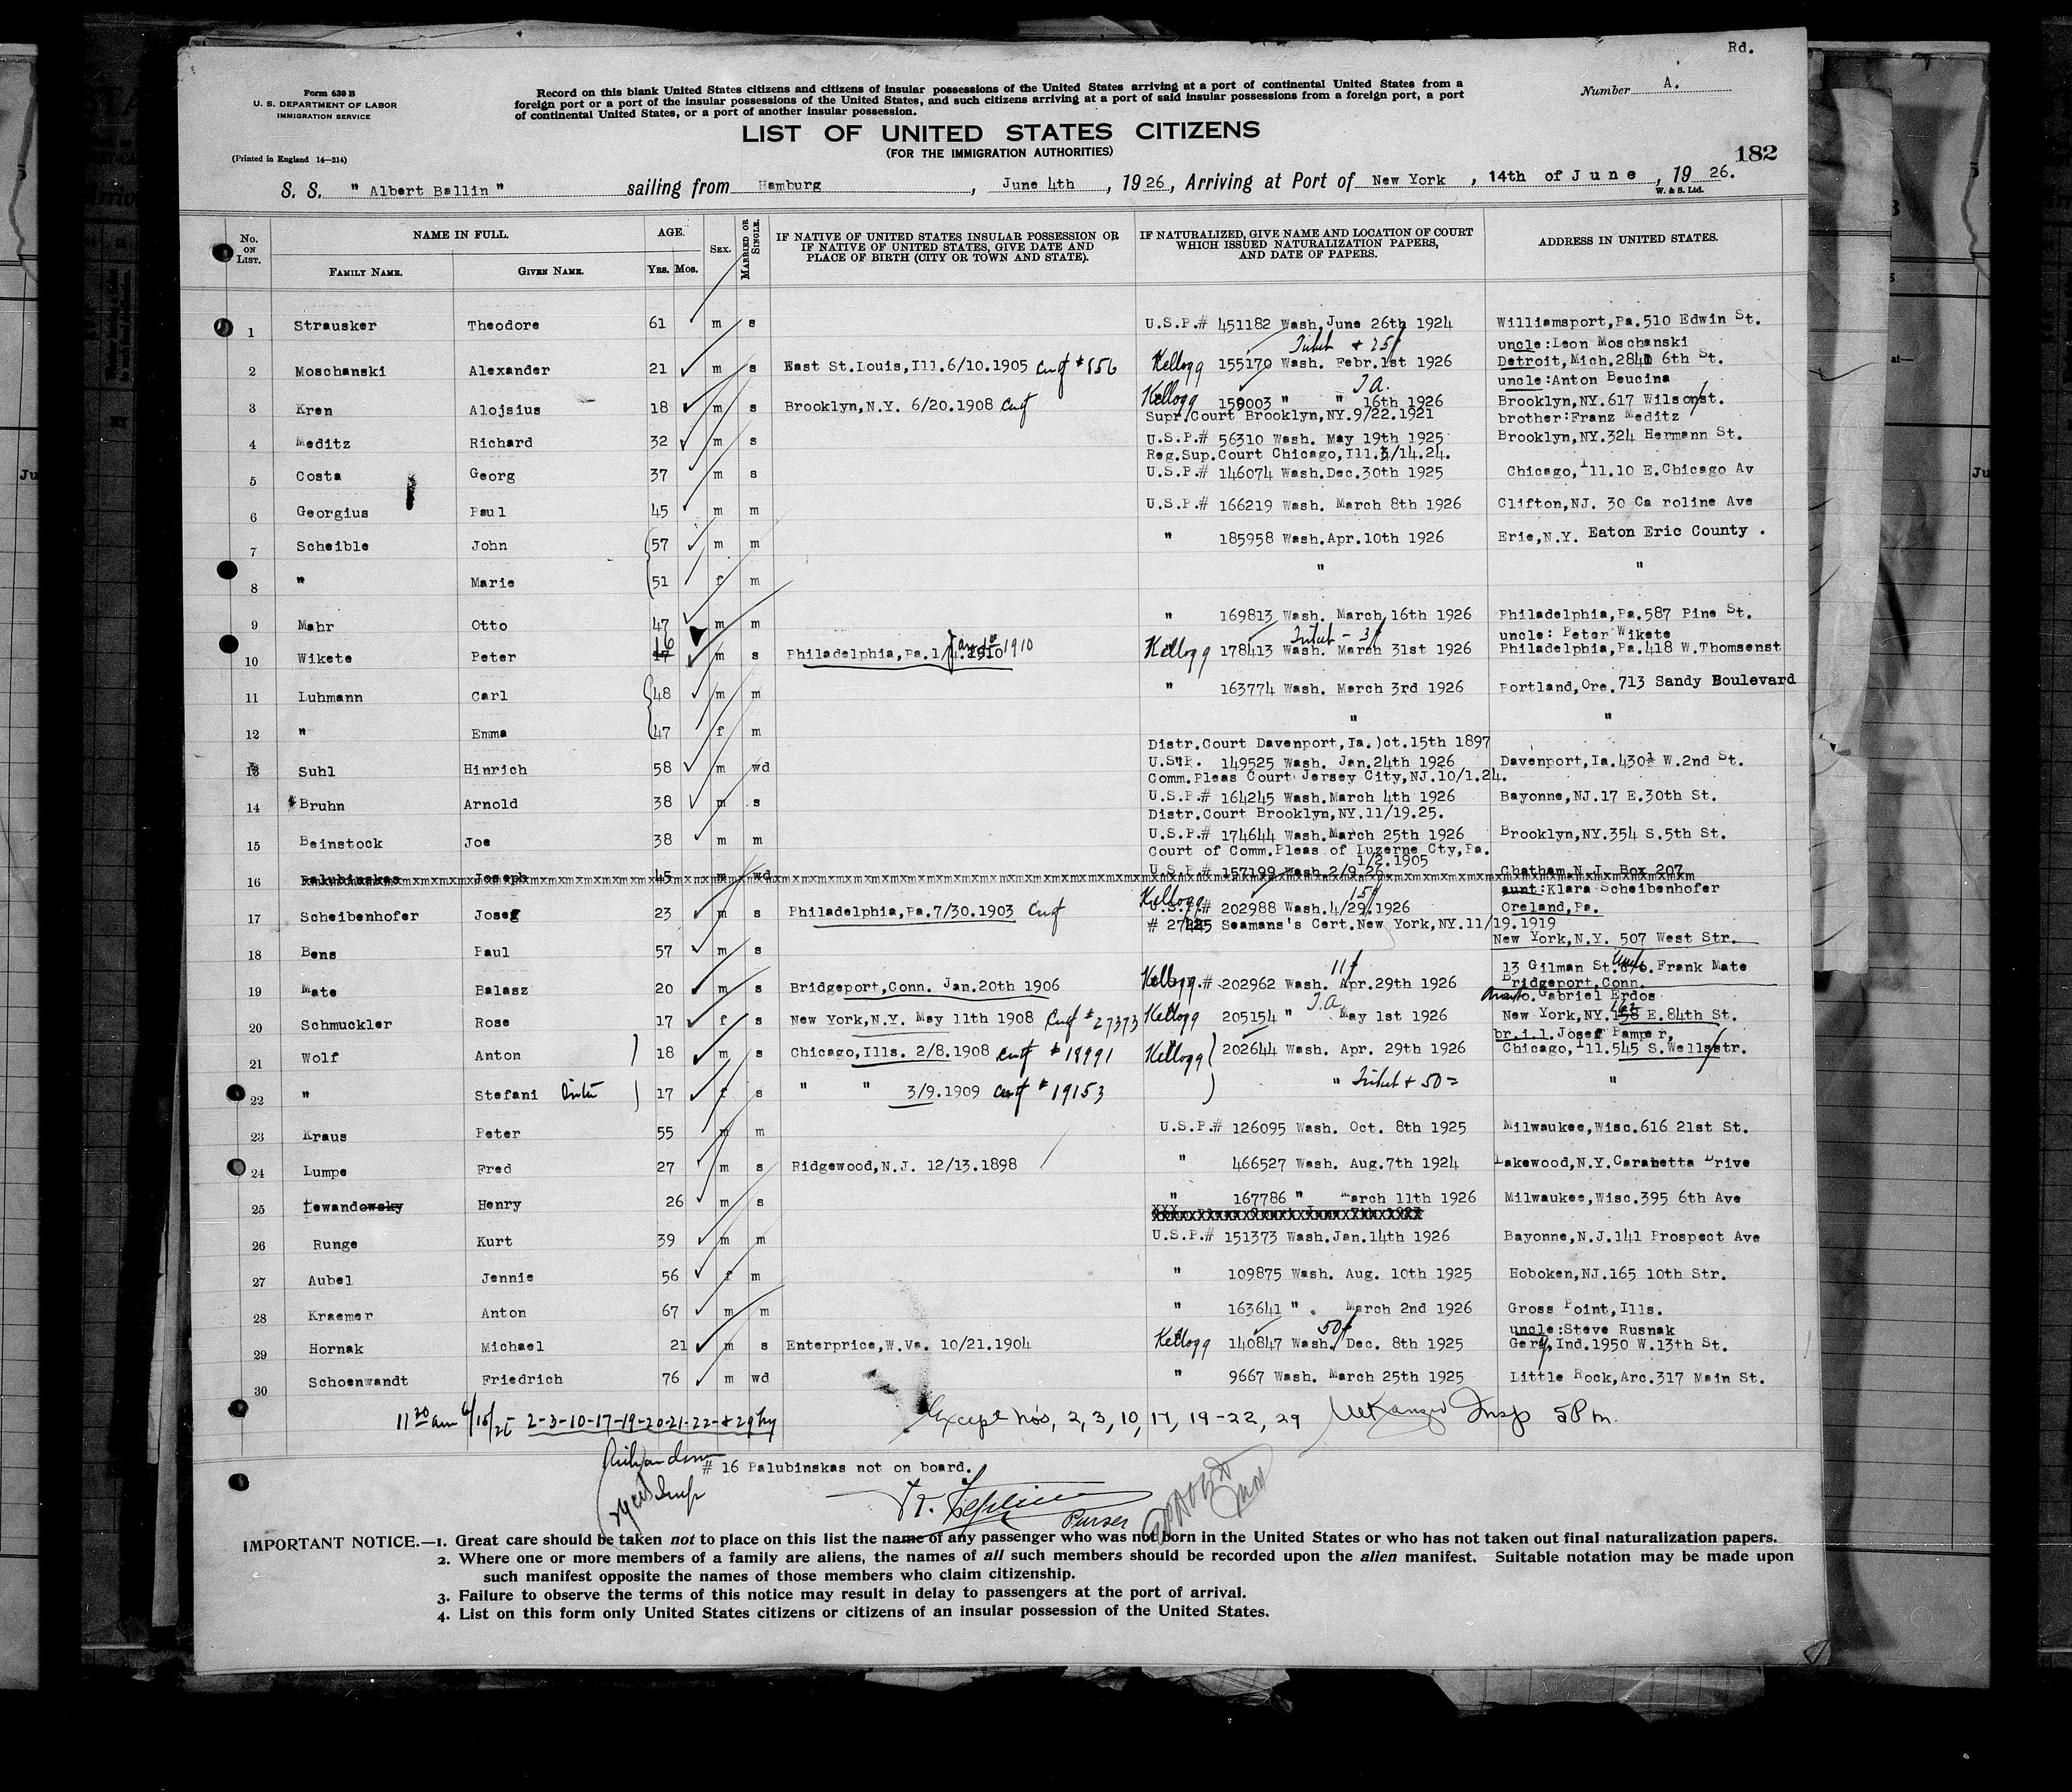 Rd.
Form 630 B
U. S. DEPARTMENT OF LABOR
IMMIGRATION SERVICE
(Printed in England 14—214)
Record on this blank United States citizens and citizens of insular possessions of the United States arriving at a port of continental United States from a
foreign port or a port of the insular possessions of the United States, and such citizens arriving at a port of said insular possessions from a foreign port, a port
of continental United States, or a port of another insular possession.
Number A.
LIST OF UNITED STATES CITIZENS
(FOR THE IMMIGRATION AUTHORITIES)
182
S. S. " Albert Ballin " sailing from Hamburg , June 4th , 1926, Arriving at Port of New York , 14th of June , 1926.
W. & S. Ltd.
No. ON LIST. NAME IN FULL. AGE. SEX. MARRIED OR SINGLE. IF NATIVE OF UNITED STATES INSULAR POSSESSION OR IF NATIVE OF UNITED STATES, GIVE DATE AND PLACE OF BIRTH (CITY OR TOWN AND STATE). IF NATURALIZED, GIVE NAME AND LOCATION OF COURT WHICH ISSUED NATURALIZATION PAPERS, AND DATE OF PAPERS. ADDRESS IN UNITED STATES.
FAMILY NAME. GIVEN NAME. YRS. MOS.
1 Strausker Theodore 61 m s U.S.P.# 451182 Wash. June 26th 1924 Williamsport,Pa.510 Edwin St.
uncle:Leon Moschanski
2 Moschanski Alexander 21 m s East St.Louis,Ill.6/10.1905 Kellogg 155170 Wash. Febr.1st 1926 Detroit,Mich.2840 6th St.
uncle:Anton Beucina
3 Kren Alojsius 18 m s Brooklyn,N.Y. 6/20.1908 Kellogg 159003 " " 16th 1926 Brooklyn,NY.617 Wilsonst.
Supr.Court Brooklyn,NY.9/22.1921 brother:Franz Meditz
4 Meditz Richard 32 m s U.S.P.# 56310 Wash. May 19th 1925 Brooklyn,NY.324 Hermann St.
Reg.Sup.Court Chicago,Ill. /14.24.
5 Costa Georg 37 m s U.S.P.# 146074 Wash.Dec.30th 1925 Chicago,Ill.10 E.Chicago Av
6 Georgius Paul 45 m m U.S.P.# 166219 Wash. March 8th 1926 Clifton,NJ. 30 Ca roline Ave
7 Scheible John 57 m m " 185958 Wash.Apr.10th 1926 Erie,N.Y. Eaton Eric County .
8 " Marie 51 f m " "
9 Mahr Otto 47 m m " 169813 Wash. March 16th 1926 Philadelphia,Pa.587 Pine St.
uncle: Peter Wikete
10 Wikete Peter 16 17 m s Philadelphia,Pa.1/ 1910 Kellogg 178413 Wash. March 31st 1926 Philadelphia,Pa.418 W.Thomsenst
11 Luhmann Carl 48 m m " 163774 Wash. March 3rd 1926 Portland,Ore.713 Sandy Boulevard
12 " Emma 47 f m " "
Distr.Court Davenport,Ia.)ct.15th 1897
13 Suhl Hinrich 58 m wd U.S"P. 149525 Wash. Jan.24th 1926 Davenport,Ia.430½ W.2nd St.
Comm.Pleas Court Jersey City,NJ.10/1.24.
14 Bruhn Arnold 38 m s U.S.P.# 164245 Wash.March 4th 1926 Bayonne,NJ.17 E.30th St.
Distr.Court Brooklyn,NY.11/19.25.
15 Beinstock Joe 38 m m U.S.P.# 174644 Wash.March 25th 1926 Brooklyn,NY.354 S.5th St.
Court of Comm.Pleas of Luzerne Cty,Pa.
1/2.1905
16 Palubinskas Joseph 45 m wd U.S.P.# 157199 Wash 2/9.26. Chatham N.J. Box 207
aunt:Klara Scheibenhofer
17 Scheibenhofer Josef 23 m s Philadelphia,Pa.7/30.1903 Kellogg U.S.P.# 202988 Wash.4/29.1926 Oreland,Pa.
Seamans's Cert.New York,NY.11/19.1919
18 Bens Paul 57 m s New York,N.Y. 507 West Str.
13 Gilman St. Frank Mate
19 Mate Balasz 20 m s Bridgeport,Conn. Jan.20th 1906 Kellogg # 202962 Wash. Apr.29th 1926 Bridgeport,Conn.
Gabriel Erdos
20 Schmuckler Rose 17 f s New York,N.Y. May 11th 1908 #27373 Kellogg 205154 " May 1st 1926 New York,NY. E.84th St.
br.i.l. Josef Pamper,
21 Wolf Anton 18 m s Chicago,Ills. 2/8.1908 # 19991 Kellogg 202644 Wash. Apr. 29th 1926 Chicago,Ill.545 S.Wellsstr.
22 " Stefani 17 f s " " 3/9.1909 # 19153 " "
23 Kraus Peter 55 m m U.S.P.# 126095 Wash. Oct. 8th 1925 Milwaukee,Wisc.616 21st St.
24 Lumpe Fred 27 m s Ridgewood,N.J. 12/13.1898 " 466527 Wash. Aug.7th 1924 Lakewood,N.Y.Carahetta Drive
25 Lewandowsky Henry 26 m s " 167786 " March 11th 1926 Milwaukee,Wisc.395 6th Ave
26 Runge Kurt 39 m m U.S.P.# 151373 Wash.Jan.14th 1926 Bayonne,N.J.141 Prospect Ave
27 Aubel Jennie 56 f m " 109875 Wash. Aug. 10th 1925 Hoboken,NJ.165 10th Str.
28 Kraemer Anton 67 m m " 163641 " . March 2nd 1926 Gross Point,Ills.
uncle:Steve Rusnak
29 Hornak Michael 21 m s Enterprice,W.Va. 10/21.1904 Kellogg 140847 Wash. Dec. 8th 1925 Gary, Ind.1950 W.13th St.
30 Schoenwandt Friedrich 76 m wd " 9667 Wash. March 25th 1925 Little Rock,Arc.317 Main St.
11 30 am 2-3-10-17-19-20-21-22-& 29 Except nos, 2, 3, 10, 17, 19-22, 29 Insp 5 P m.
# 16 Palubinskas not on board.
Purser
IMPORTANT NOTICE.—1. Great care should be taken not to place on this list the name of any passenger who was not born in the United States or who has not taken out final naturalization papers.
2. Where one or more members of a family are aliens, the names of all such members should be recorded upon the alien manifest. Suitable notation may be made upon
such manifest opposite the names of those members who claim citizenship.
3. Failure to observe the terms of this notice may result in delay to passengers at the port of arrival.
4. List on this form only United States citizens or citizens of an insular possession of the United States.